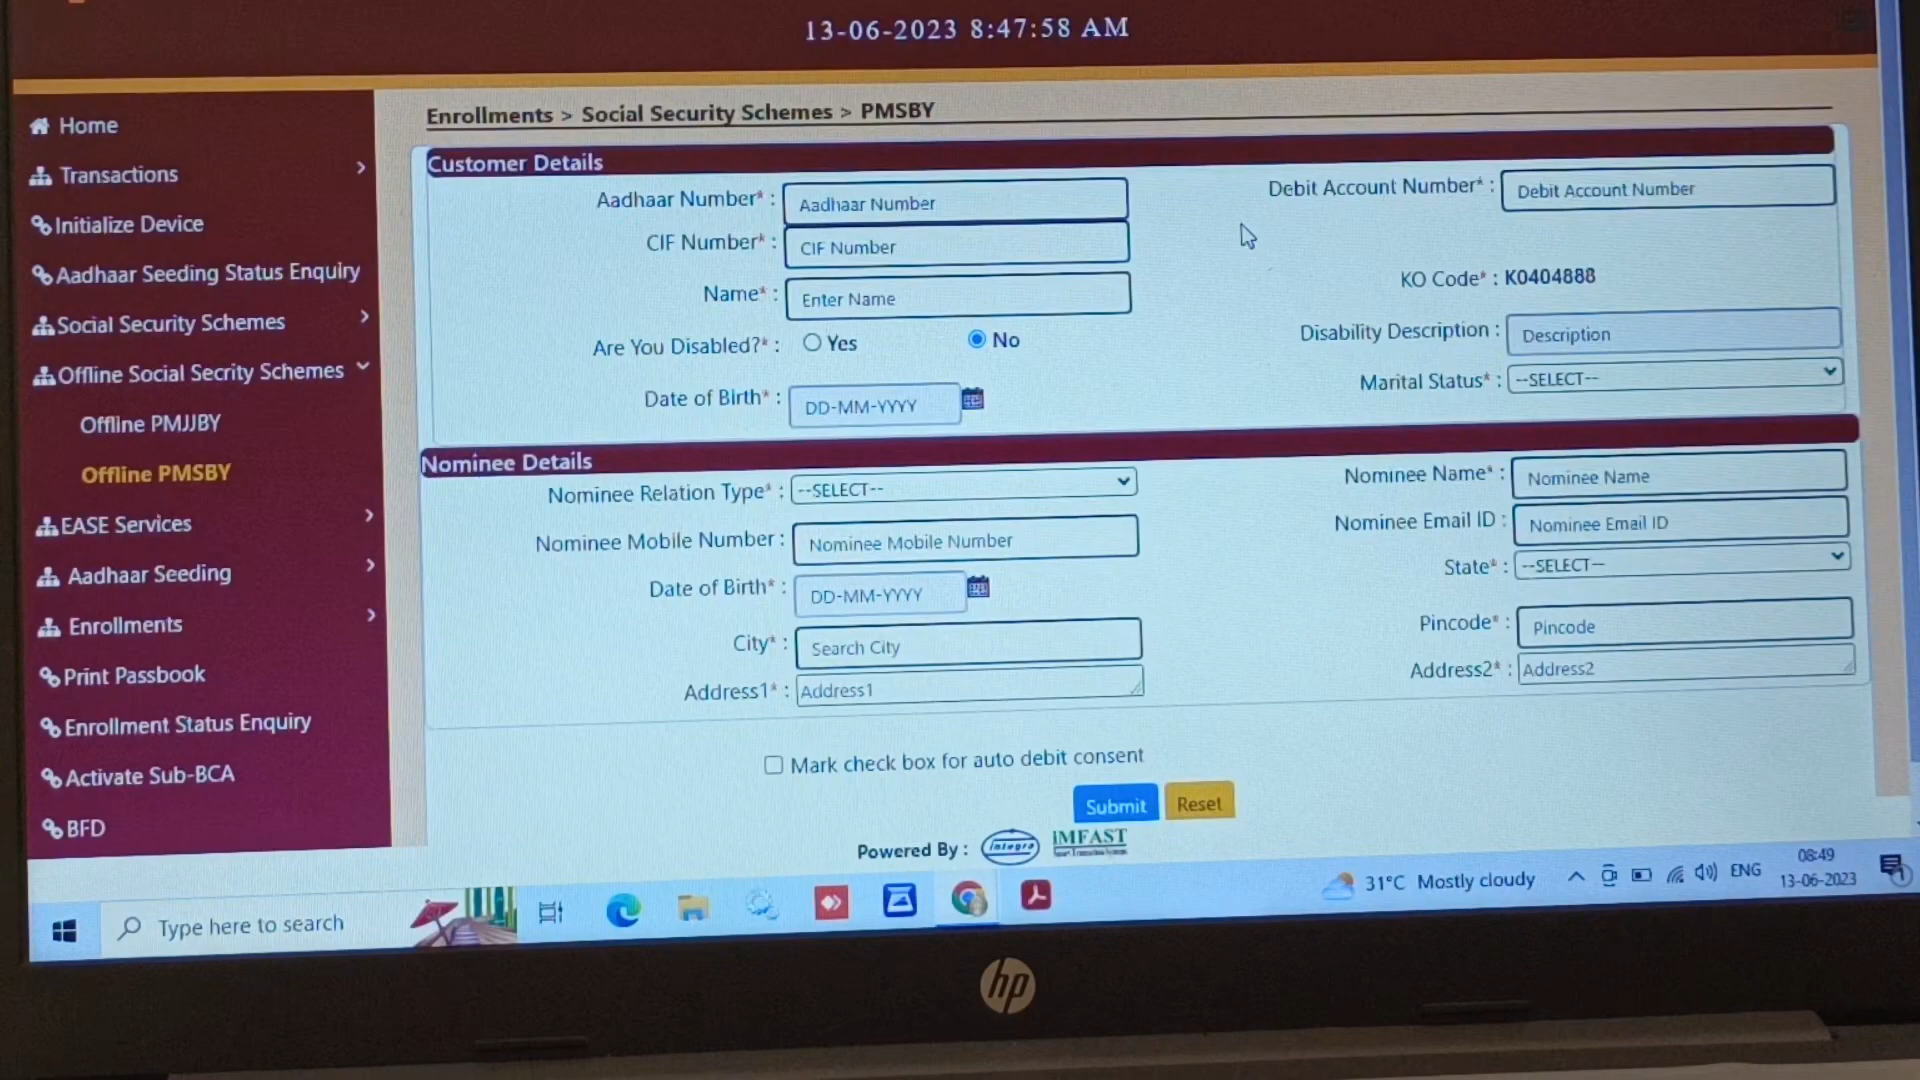 13-06-2023 8:47:58 AM
Home
Transactions
Initialize Device
Aadhaar Seeding Status Enquiry
Social Security Schemes
Offline Social Secrity Schemes
Offline PMJJBY
Offline PMSBY
EASE Services
Aadhaar Seeding
Enrollments
Print Passbook
Enrollment Status Enquiry
Activate Sub-BCA
BFD
Enrollments > Social Security Schemes > PMSBY
Customer Details
Aadhaar Number* : Aadhaar Number Debit Account Number* : Debit Account Number
CIF Number* : CIF Number
Name* : Enter Name KO Code* : K0404888
Are You Disabled?* : Yes No Disability Description : Description
Date of Birth* : DD-MM-YYYY Marital Status* : --SELECT--
Nominee Details
Nominee Relation Type* : --SELECT-- Nominee Name* : Nominee Name
Nominee Mobile Number : Nominee Mobile Number Nominee Email ID : Nominee Email ID
Date of Birth* : DD-MM-YYYY State* : --SELECT--
City* : Search City Pincode* : Pincode
Address1* : Address1 Address2* : Address2
Mark check box for auto debit consent
Submit Reset
Powered By : integra iMFAST
Type here to search 31°C Mostly cloudy ENG 08:49
13-06-2023
1
hp